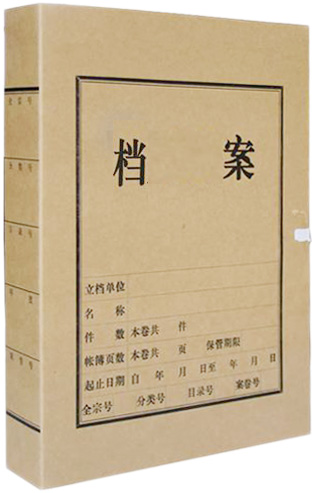 档 案
立档单位
名 称
件 数 本卷共 件
帐簿页数 本卷共 页 保管期限
起止日期 自 年 月 日至 年 月 日
全宗号 分类号 目录号 案卷号